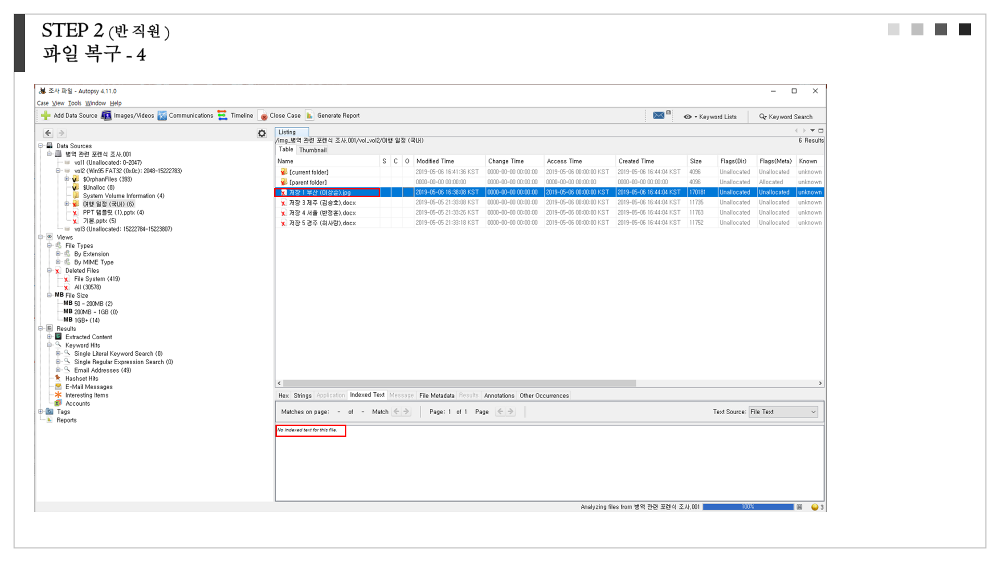 STEP 2 (반 직원 )
파일 복구 - 4
조사 파일 - Autopsy 4.11.0
Case View Tools Window Help
Add Data Source Images/Videos Communications Timeline Close Case Generate Report Keyword Lists Keyword Search
Listing
/img_병역 관련 포렌식 조사.001/vol_vol2/여행 일정 (국내) 6 Results
Table Thumbnail
Name S C O Modified Time Change Time Access Time Created Time Size Flags(Dir) Flags(Meta) Known
[current folder] 2019-05-06 16:41:36 KST 0000-00-00 00:00:00 2019-05-06 00:00:00 KST 2019-05-06 16:44:04 KST 4096 Unallocated Unallocated unknown
[parent folder] 0000-00-00 00:00:00 0000-00-00 00:00:00 0000-00-00 00:00:00 0000-00-00 00:00:00 4096 Unallocated Allocated unknown
저장 1 부산 (이상순).jpg 2019-05-06 16:38:08 KST 0000-00-00 00:00:00 2019-05-06 00:00:00 KST 2019-05-06 16:44:04 KST 170181 Unallocated Unallocated unknown
저장 3 제주 (김승호).docx 2019-05-05 21:33:08 KST 0000-00-00 00:00:00 2019-05-06 00:00:00 KST 2019-05-06 16:44:04 KST 11735 Unallocated Unallocated unknown
저장 4 서울 (반정훈).docx 2019-05-05 21:33:26 KST 0000-00-00 00:00:00 2019-05-06 00:00:00 KST 2019-05-06 16:44:04 KST 11763 Unallocated Unallocated unknown
저장 5 경주 (최사랑).docx 2019-05-05 21:33:18 KST 0000-00-00 00:00:00 2019-05-06 00:00:00 KST 2019-05-06 16:44:04 KST 11752 Unallocated Unallocated unknown
Data Sources
병역 관련 포렌식 조사.001
vol1 (Unallocated: 0-2047)
vol2 (Win95 FAT32 (0x0c): 2048-15222783)
$OrphanFiles (393)
$Unalloc (8)
System Volume Information (4)
여행 일정 (국내) (6)
PPT 템플릿 (1).pptx (4)
기본.pptx (5)
vol3 (Unallocated: 15222784-15223807)
Views
File Types
By Extension
By MIME Type
Deleted Files
File System (419)
All (30578)
MB File Size
MB 50 - 200MB (2)
MB 200MB - 1GB (0)
MB 1GB+ (14)
Results
Extracted Content
Keyword Hits
Single Literal Keyword Search (0)
Single Regular Expression Search (0)
Email Addresses (49)
Hashset Hits
E-Mail Messages
Interesting Items
Accounts
Tags
Reports
Hex Strings Application Indexed Text Message File Metadata Results Annotations Other Occurrences
Matches on page: - of - Match Page: 1 of 1 Page Text Source: File Text
No indexed text for this file.
Analyzing files from 병역 관련 포렌식 조사.001 100% 3